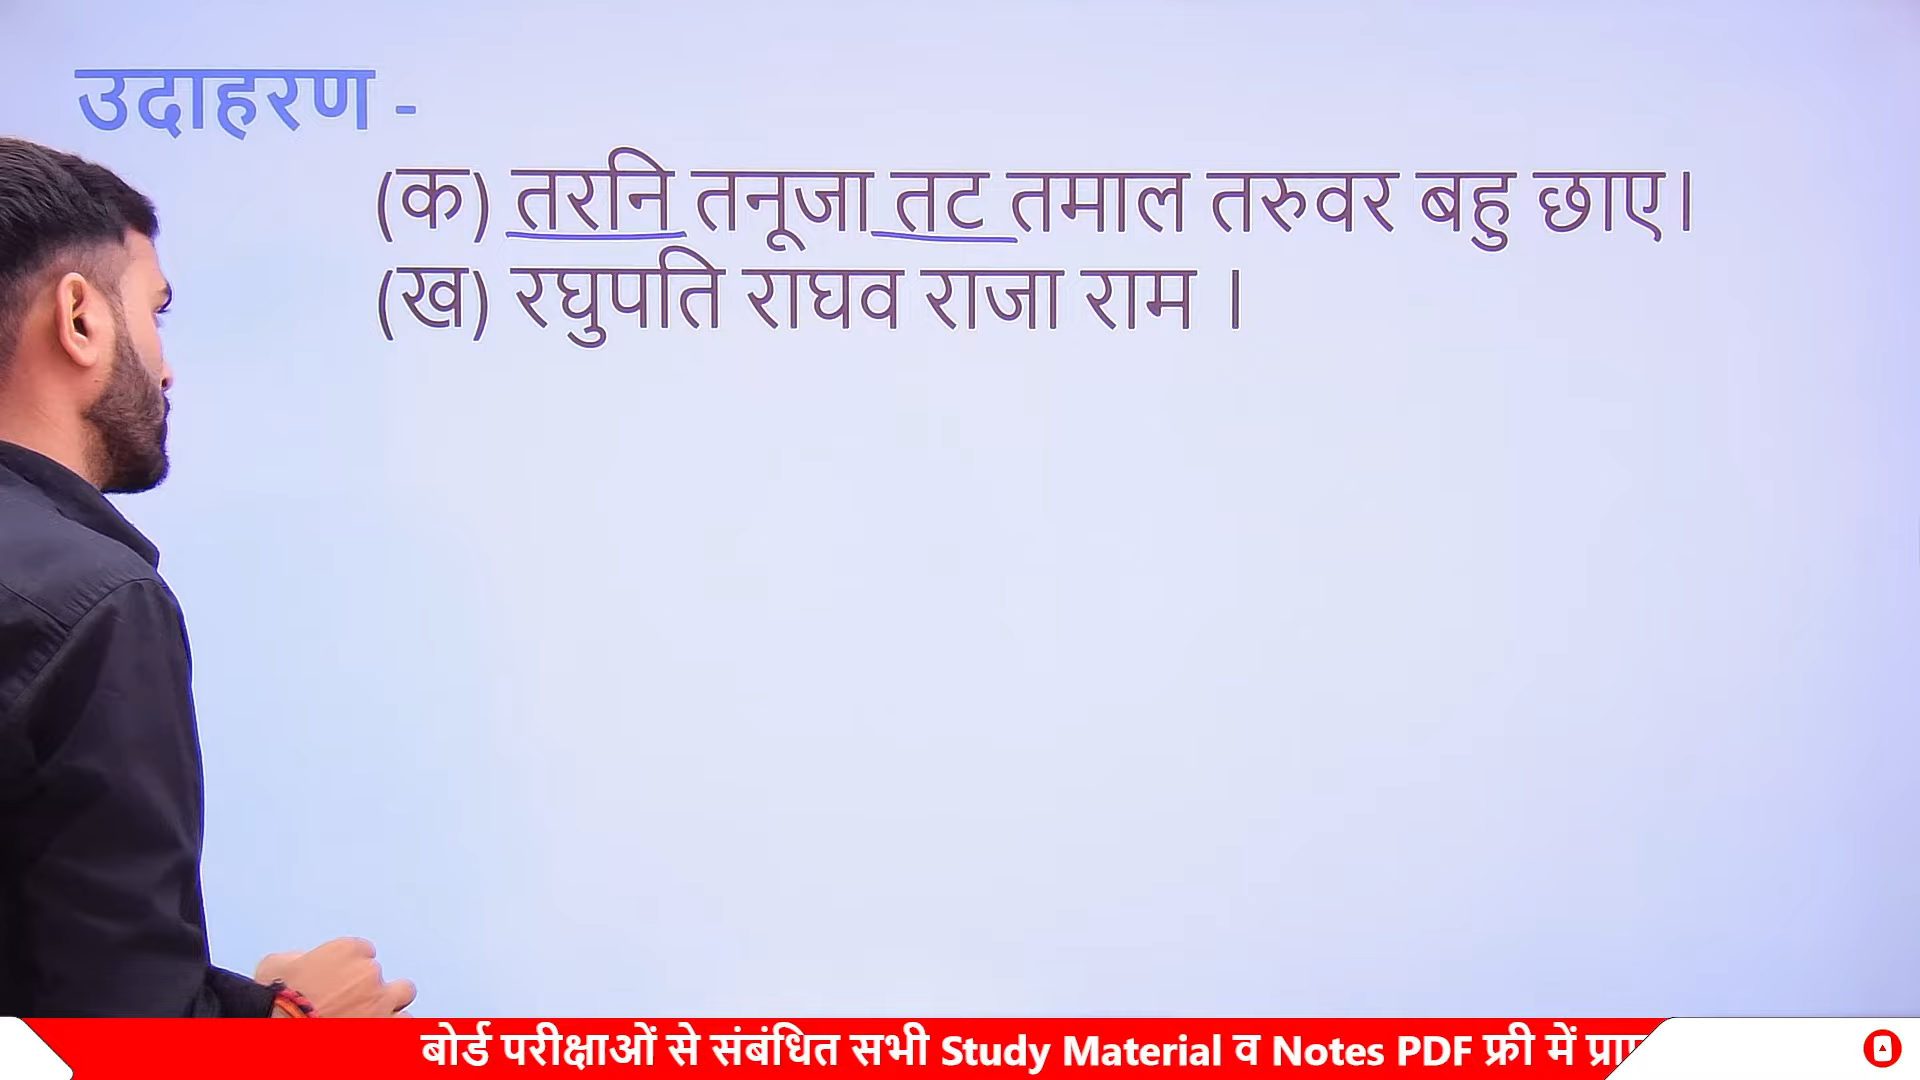 उदाहरण -
(क) तरनि तनूजा तट तमाल तरुवर बहु छाए।
(ख) रघुपति राघव राजा राम ।
बोर्ड परीक्षाओं से संबंधित सभी Study Material व Notes PDF फ्री में